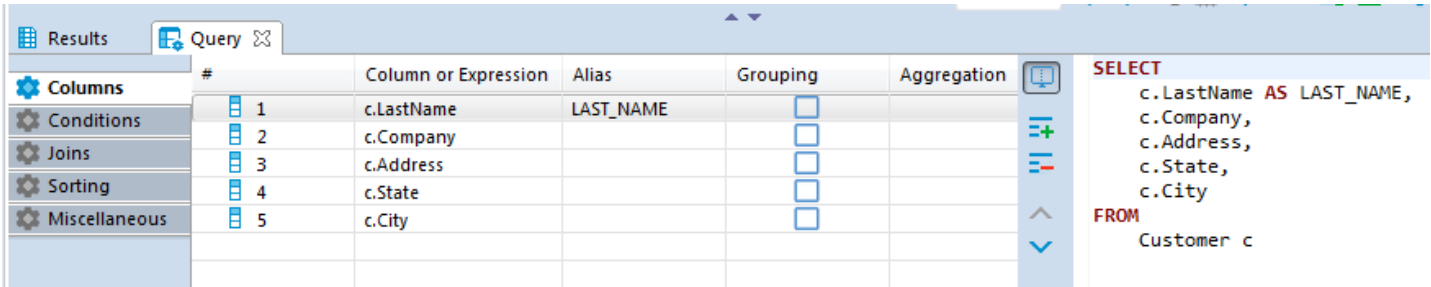 Results
Query
Columns
Conditions
Joins
Sorting
Miscellaneous
# Column or Expression Alias Grouping Aggregation
1 c.LastName LAST_NAME
2 c.Company
3 c.Address
4 c.State
5 c.City
SELECT
c.LastName AS LAST_NAME,
c.Company,
c.Address,
c.State,
c.City
FROM
Customer c